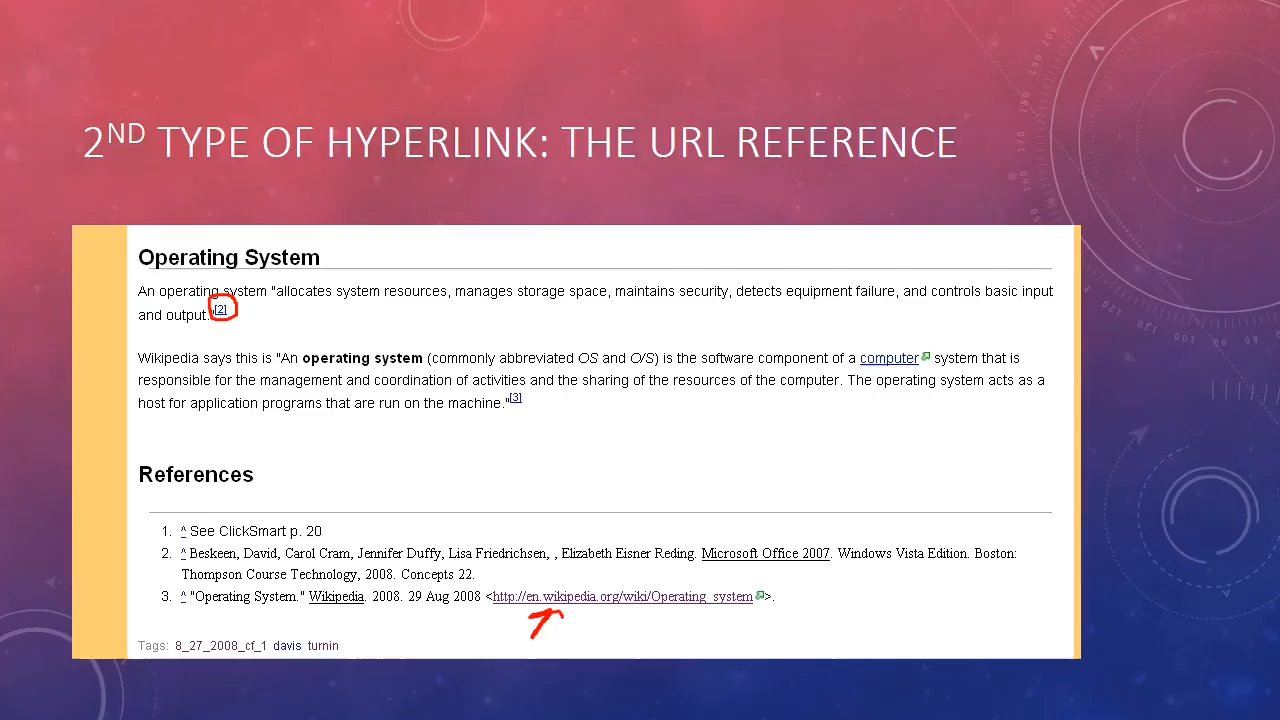 2ND TYPE OF HYPERLINK: THE URL REFERENCE
Operating System
An operating system "allocates system resources, manages storage space, maintains security, detects equipment failure, and controls basic input
and output."[2]
Wikipedia says this is "An operating system (commonly abbreviated OS and O/S) is the software component of a computer system that is
responsible for the management and coordination of activities and the sharing of the resources of the computer. The operating system acts as a
host for application programs that are run on the machine."[3]
References
1. ^ See ClickSmart p. 20
2. ^ Beskeen, David, Carol Cram, Jennifer Duffy, Lisa Friedrichsen, , Elizabeth Eisner Reding. Microsoft Office 2007. Windows Vista Edition. Boston:
Thompson Course Technology, 2008. Concepts 22.
3. ^ "Operating System." Wikipedia. 2008. 29 Aug 2008 <http://en.wikipedia.org/wiki/Operating_system>.
Tags: 8_27_2008_cf_1 davis turnin